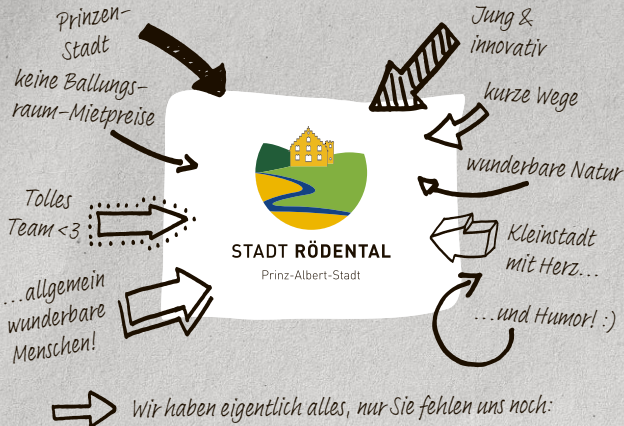 Prinzen-
Stadt
keine Ballungs-
raum-Mietpreise
Tolles
Team <3
...allgemein
wunderbare
Menschen!
Jung &
innovativ
kurze Wege
wunderbare Natur
Kleinstadt
mit Herz...
...und Humor! :)
STADT RÖDENTAL
Prinz-Albert-Stadt
Wir haben eigentlich alles, nur Sie fehlen uns noch: